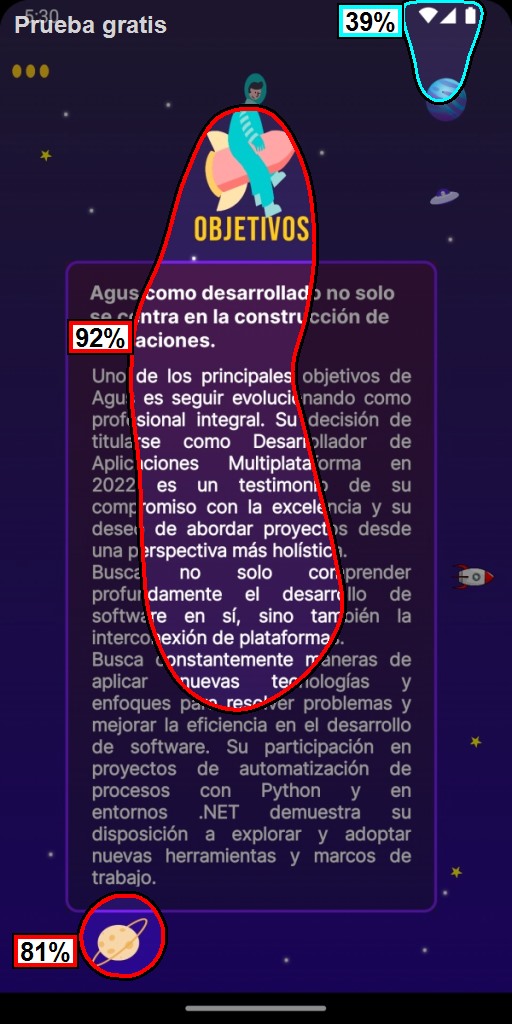 5:30
Prueba gratis
39%
OBJETIVOS
Agus como desarrollado no solo
se centra en la construcción de
92%
aciones.
Uno de los principales objetivos de
Agus es seguir evolucionando como
profesional integral. Su decisión de
titularse como Desarrollador de
Aplicaciones Multiplataforma en
2022 es un testimonio de su
compromiso con la excelencia y su
deseo de abordar proyectos desde
una perspectiva más holística.
Busca no solo comprender
profundamente el desarrollo de
software en sí, sino también la
interconexión de plataformas.
Busca constantemente maneras de
aplicar nuevas tecnologías y
enfoques para resolver problemas y
mejorar la eficiencia en el desarrollo
de software. Su participación en
proyectos de automatización de
procesos con Python y en
entornos .NET demuestra su
disposición a explorar y adoptar
nuevas herramientas y marcos de
trabajo.
81%